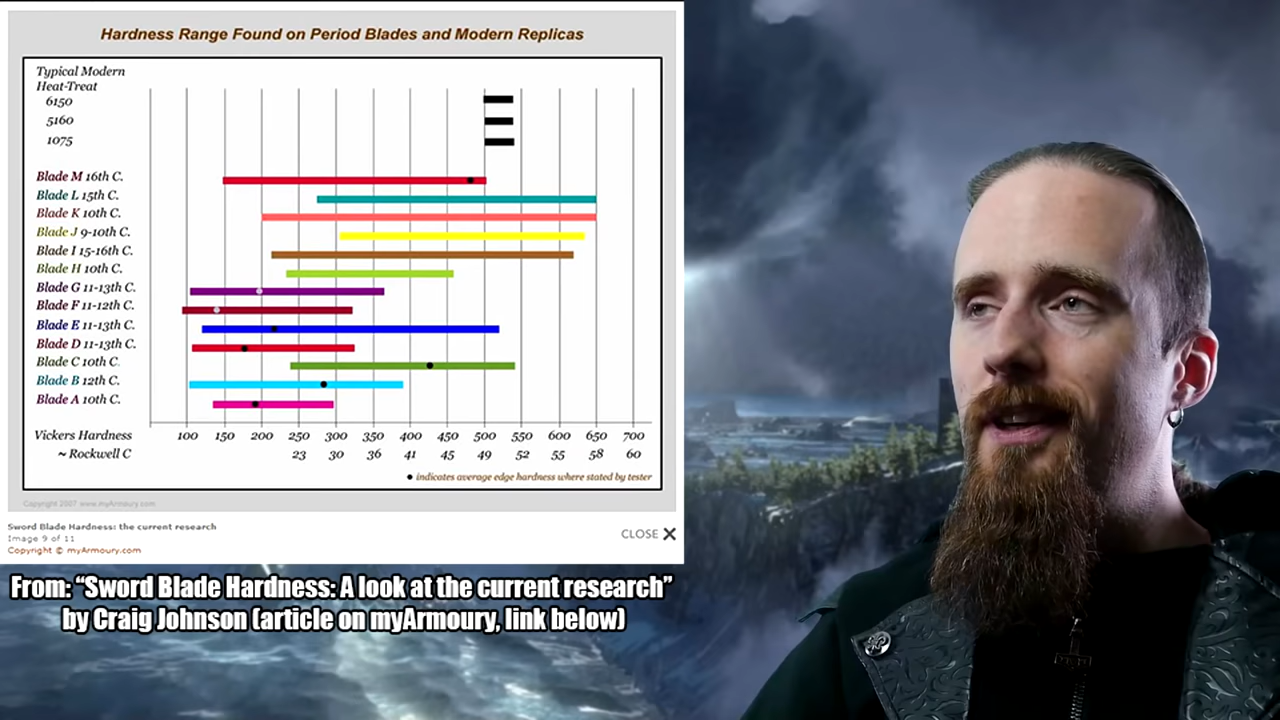 Hardness Range Found on Period Blades and Modern Replicas
Typical Modern
Heat-Treat
6150
5160
1075
Blade M 16th C.
Blade L 15th C.
Blade K 10th C.
Blade J 9-10th C.
Blade I 15-16th C.
Blade H 10th C.
Blade G 11-13th C.
Blade F 11-12th C.
Blade E 11-13th C.
Blade D 11-13th C.
Blade C 10th C.
Blade B 12th C.
Blade A 10th C.
Vickers Hardness 100 150 200 250 300 350 400 450 500 550 600 650 700
~ Rockwell C 23 30 36 41 45 49 52 55 58 60
● indicates average edge hardness where stated by tester
Copyright 2007 www.myArmoury.com
Sword Blade Hardness: the current research
Image 9 of 11
Copyright © myArmoury.com
CLOSE X
From: “Sword Blade Hardness: A look at the current research”
by Craig Johnson (article on myArmoury, link below)